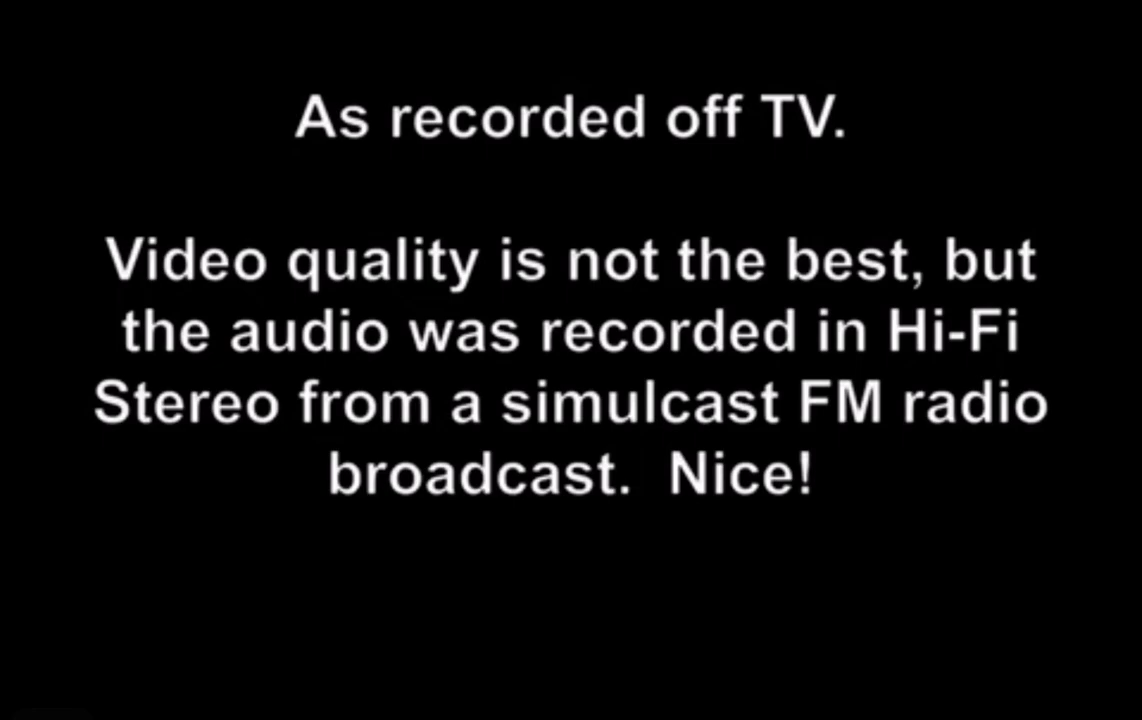 As recorded off TV.
Video quality is not the best, but
the audio was recorded in Hi-Fi
Stereo from a simulcast FM radio
broadcast.  Nice!